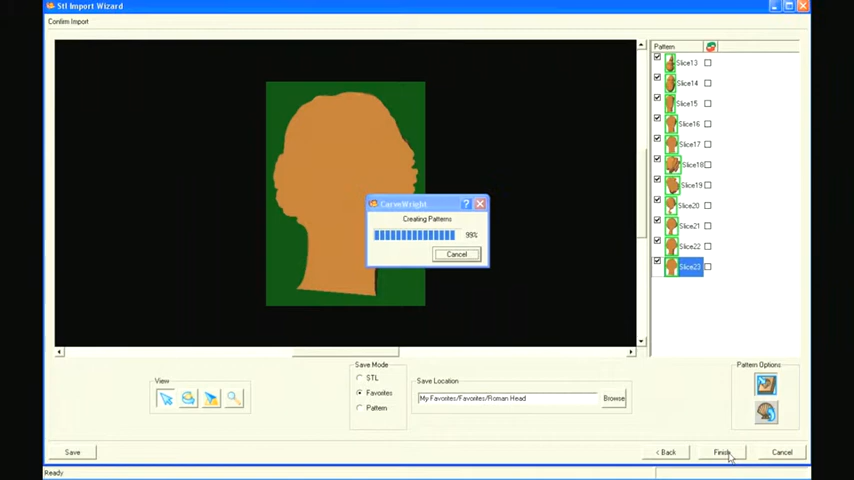 Stl Import Wizard
Confirm Import
Pattern
Slice13
Slice14
Slice15
Slice16
Slice17
Slice18
Slice19
Slice20
Slice21
Slice22
Slice23
CarveWright
?
Creating Patterns
99%
Cancel
View
Save Mode
STL
Favorites
Pattern
Save Location
My Favorites/Favorites/Roman Head
Browse
Pattern Options
Save
< Back
Finish
Cancel
Ready